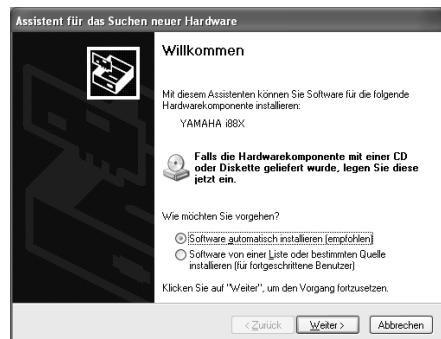 Assistent für das Suchen neuer Hardware
Willkommen
Mit diesem Assistenten können Sie Software für die folgende
Hardwarekomponente installieren:
YAMAHA i88X
Falls die Hardwarekomponente mit einer CD
oder Diskette geliefert wurde, legen Sie diese
jetzt ein.
Wie möchten Sie vorgehen?
Software automatisch installieren (empfohlen)
Software von einer Liste oder bestimmten Quelle
installieren (für fortgeschrittene Benutzer)
Klicken Sie auf "Weiter", um den Vorgang fortzusetzen.
< Zurück Weiter > Abbrechen